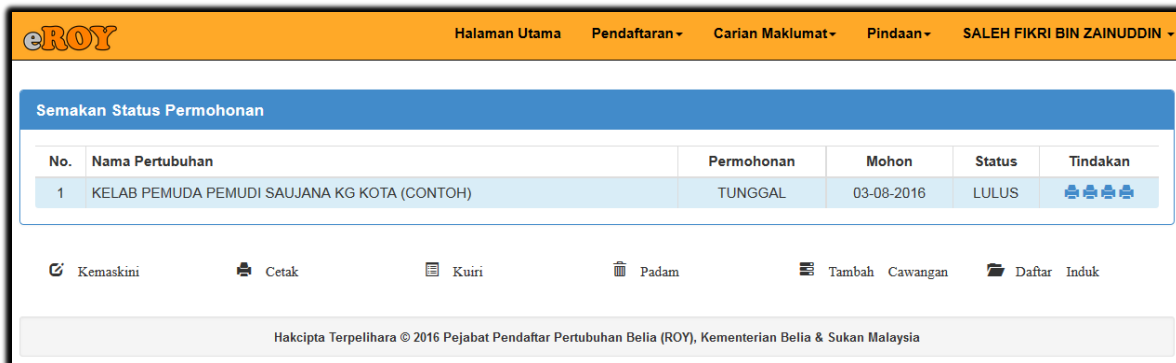 eROY Halaman Utama Pendaftaran Carian Maklumat Pindaan SALEH FIKRI BIN ZAINUDDIN
Semakan Status Permohonan
No. Nama Pertubuhan Permohonan Mohon Status Tindakan
1 KELAB PEMUDA PEMUDI SAUJANA KG KOTA (CONTOH) TUNGGAL 03-08-2016 LULUS
Kemaskini Cetak Kuiri Padam Tambah Cawangan Daftar Induk
Hakcipta Terpelihara © 2016 Pejabat Pendaftar Pertubuhan Belia (ROY), Kementerian Belia & Sukan Malaysia